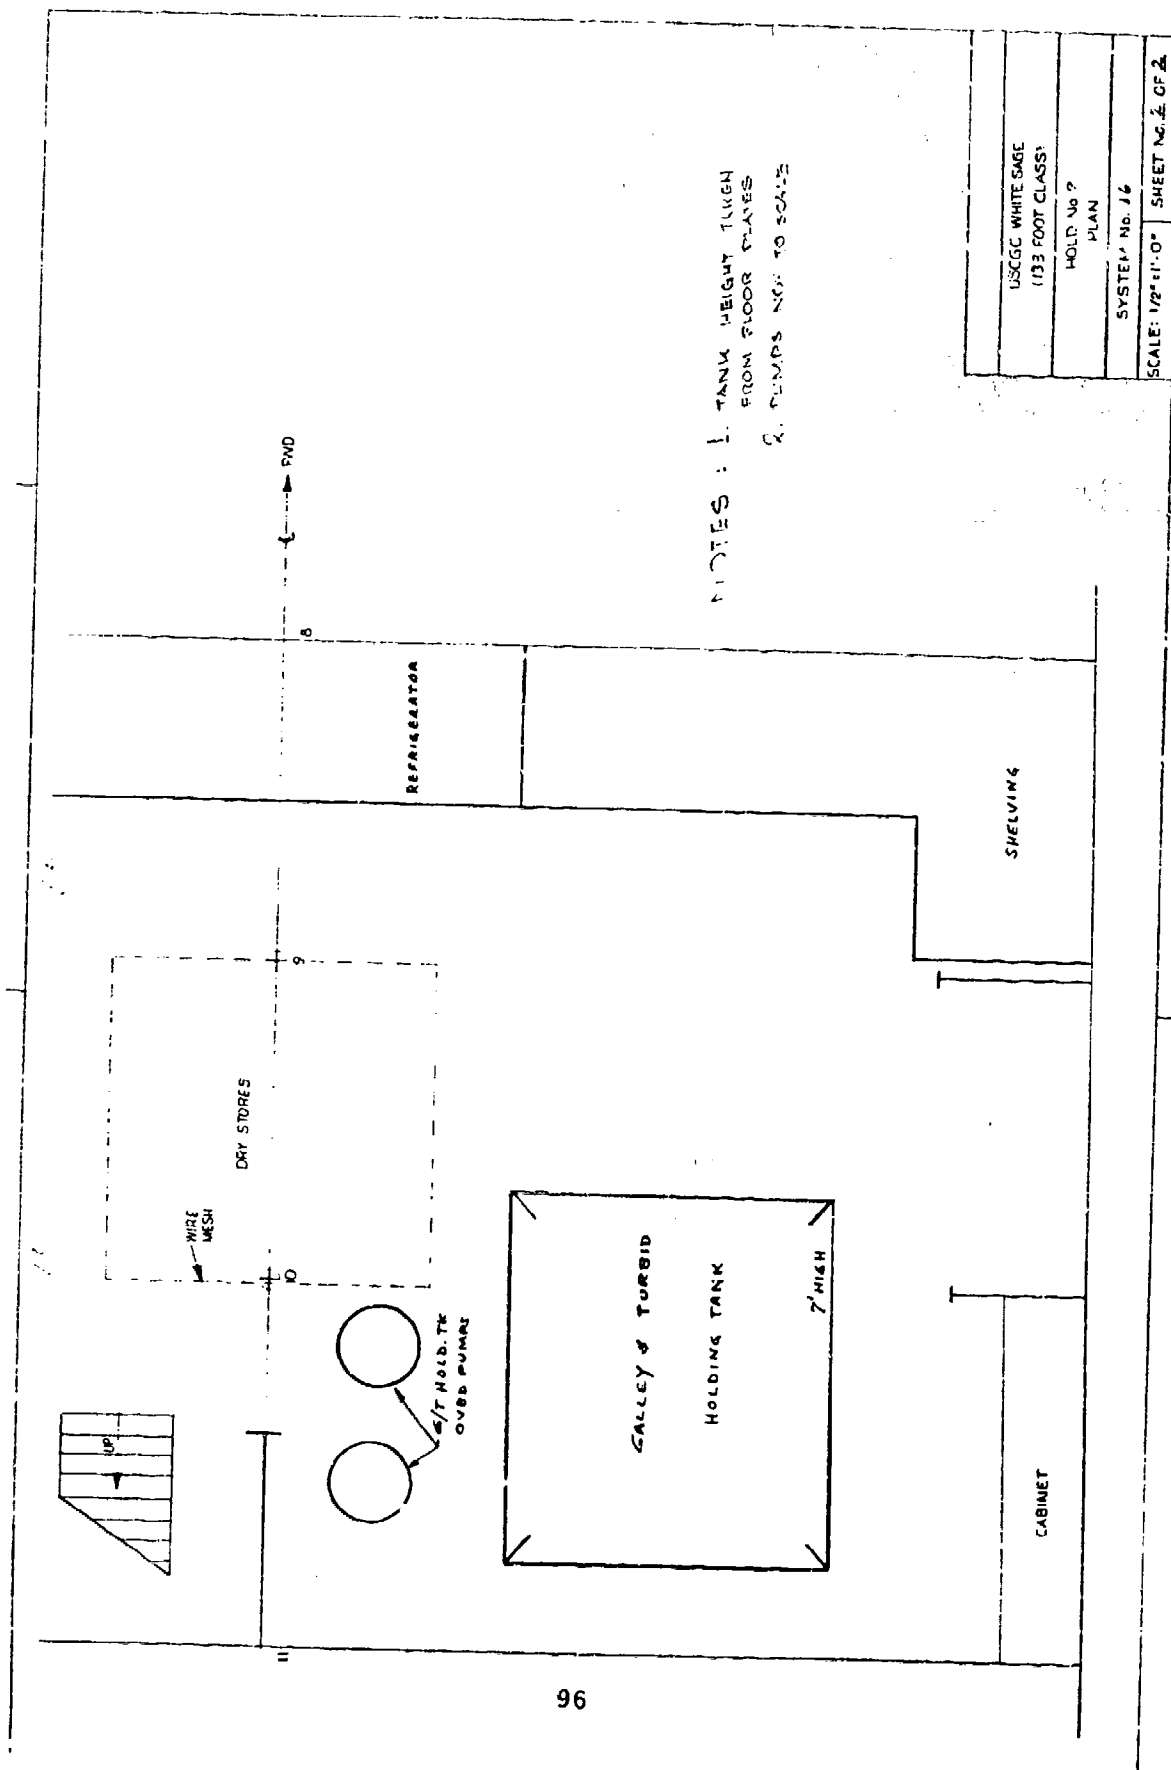 UP
WIRE
MESH
DRY STORES
11
10
9
8
FWD
G/T HOLD. TK
OVBD PUMPS
REFRIGERATOR
GALLEY & TURBID
HOLDING TANK
7' HIGH
CABINET
SHELVING
NOTES : 1. TANK HEIGHT TAKEN
FROM FLOOR PLATES
2. PUMPS NOT TO SCALE
USCGC WHITE SAGE
(133 FOOT CLASS)
HOLD No
PLAN
SYSTEM No. 16
SCALE: 1/2"=1'-0"
SHEET No. 2 OF 2
96